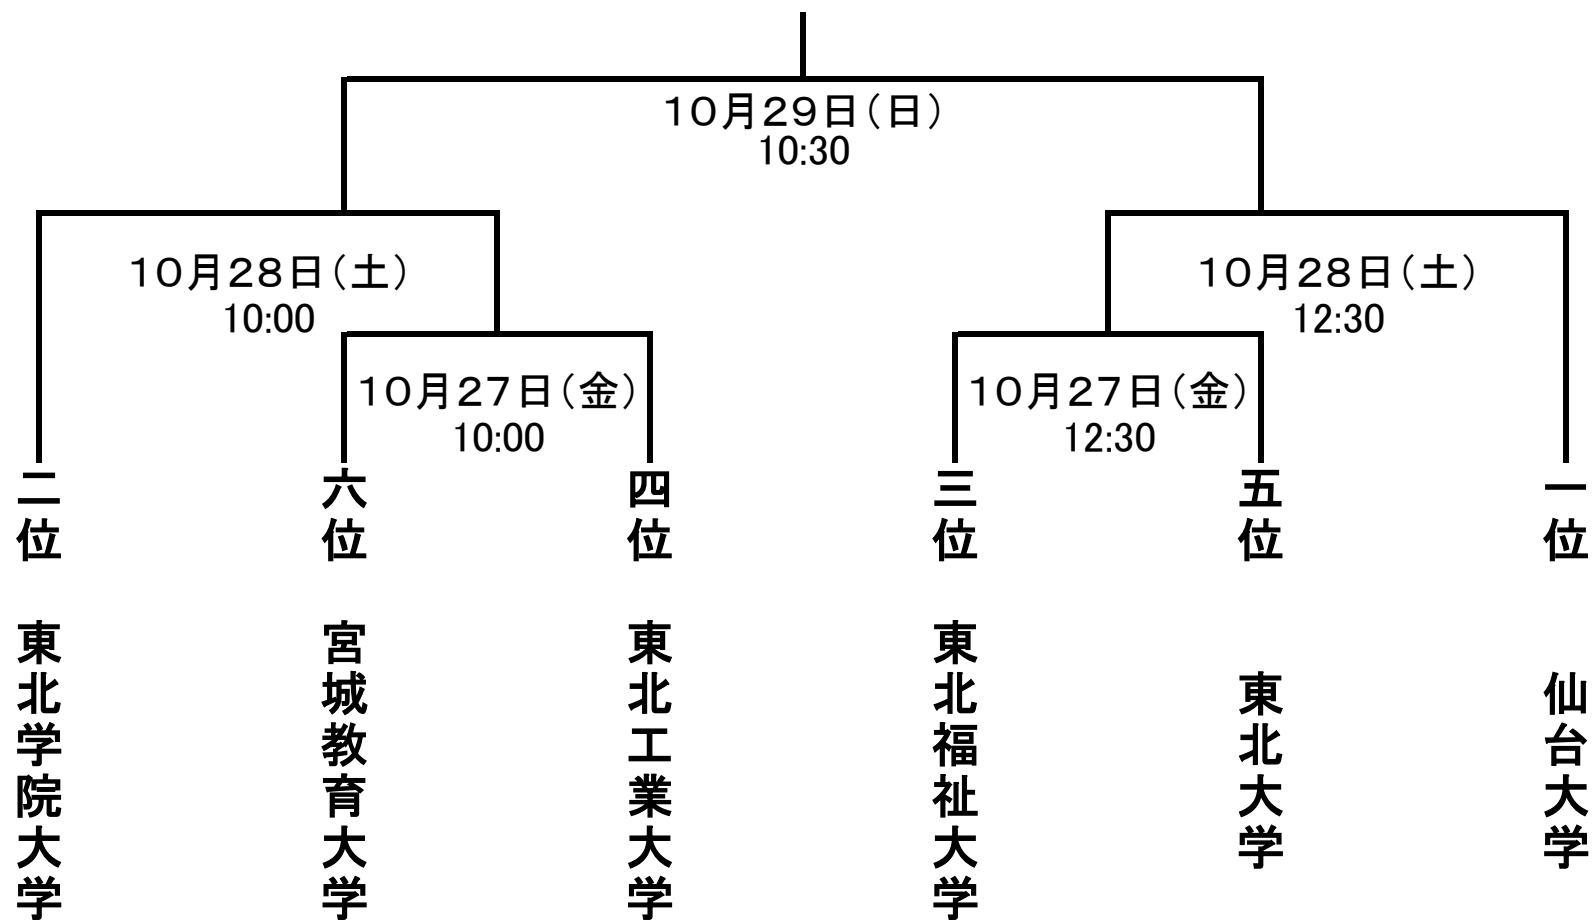 10月29日(日)
10:30
10月28日(土)
10:00
10月28日(土)
12:30
10月27日(金)
10:00
10月27日(金)
12:30
二位 東北学院大学
六位 宮城教育大学
四位 東北工業大学
三位 東北福祉大学
五位 東北大学
一位 仙台大学